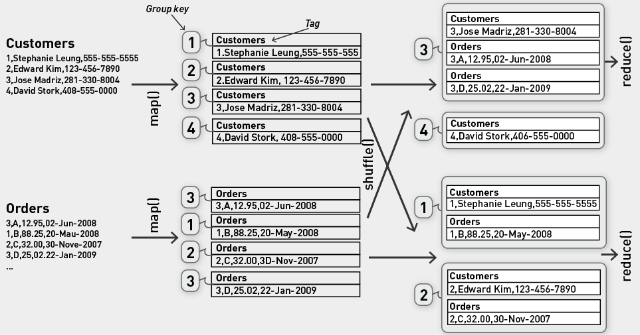 Group key
Tag
Customers
1,Stephanie Leung,555-555-5555
2,Edward Kim,123-456-7890
3,Jose Madriz,281-330-8004
4,David Stork,408-555-0000
map()
1
Customers
1.Stephanie Leung,555-555-555
2
Customers
2.Edward Kim, 123-456-7890
3
Customers
3,Jose Madriz,281-330-8004
4
Customers
4,David Stork, 408-555-0000
Orders
3,A,12.95,02-Jun-2008
1,B,88.25,20-Mau-2008
2,C,32.00,30-Nove-2007
3,D,25.02,22-Jan-2009
...
map()
3
Orders
3,A,12.95,02-Jun-2008
1
Orders
1,B,88.25,20-May-2008
2
Orders
2,C,32.00,3D-Nov-2007
3
Orders
3,D,25.02,22-Jan-2009
shuffle()
3
Customers
3,Jose Madriz,281-330-8004
Orders
3,A,12.95,02-Jun-2008
Orders
3,D,25.02,22-Jan-2009
reduce()
4
Customers
4,David Stork,406-555-0000
1
Customers
1,Stephanie Leung,555-555-5555
Orders
1,B,88.25,20-May-2008
reduce()
2
Customers
2,Edward Kim,123-456-7890
Orders
2,C,32.00,30-Nov-2007